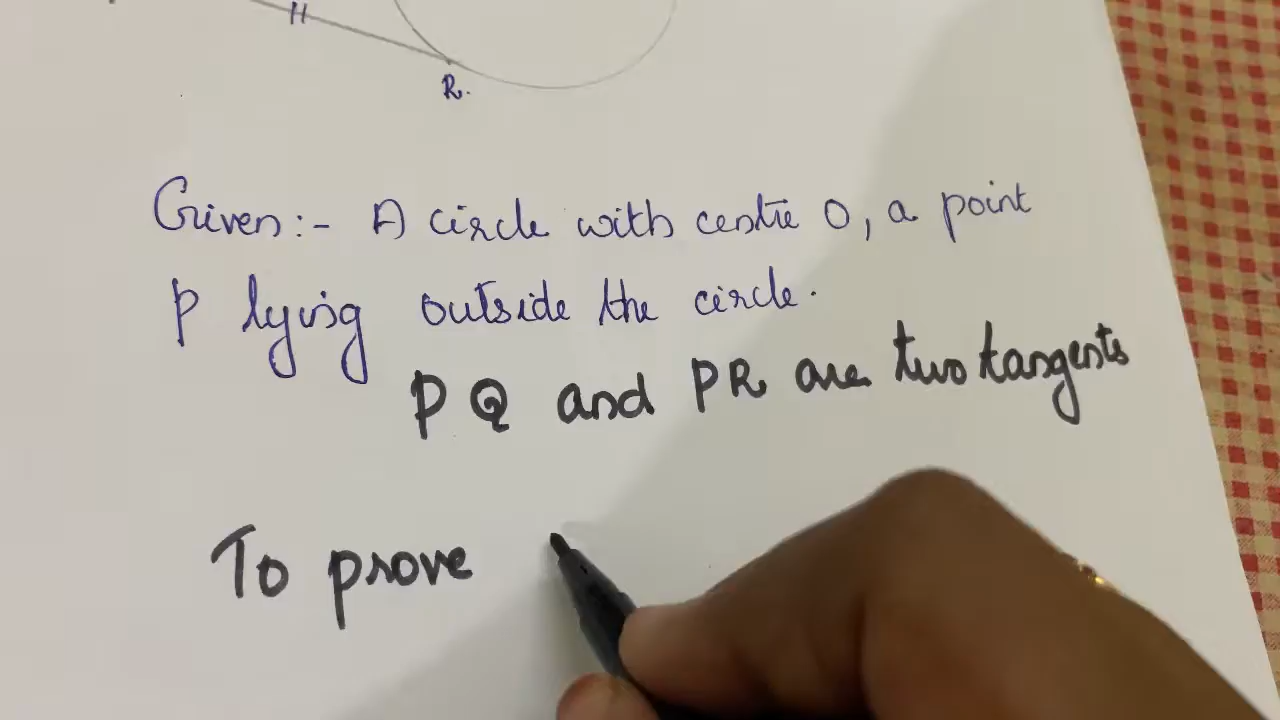 R.
Given:- A circle with centre O, a point
P lying outside the circle.
PQ and PR are two tangents
To prove